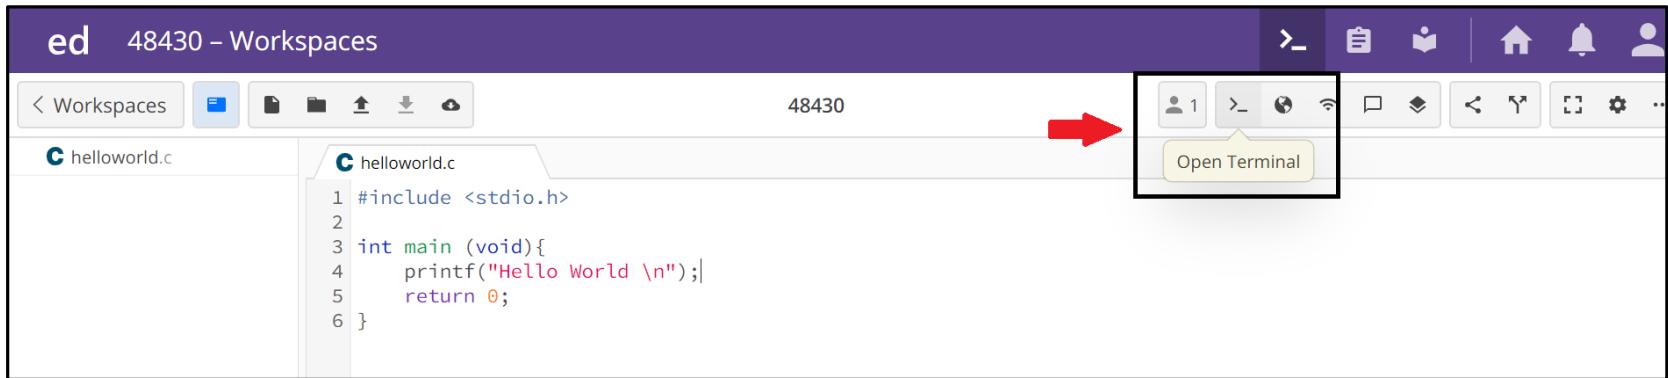 ed 48430 – Workspaces
Workspaces 48430 1
Open Terminal
helloworld.c
helloworld.c
1 #include <stdio.h>
2
3 int main (void){
4     printf("Hello World \n");
5     return 0;
6 }